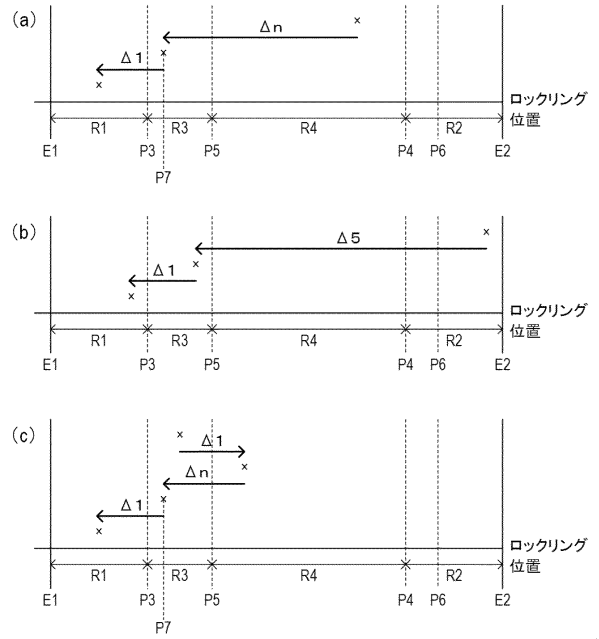 (a)
Δn
Δ1
ロックリング
位置
R1 R3 R4 R2
E1 P3 P5 P4 P6 E2
P7
(b)
Δ5
Δ1
ロックリング
位置
R1 R3 R4 R2
E1 P3 P5 P4 P6 E2
(c)
Δ1
Δn
Δ1
ロックリング
位置
R1 R3 R4 R2
E1 P3 P5 P4 P6 E2
P7